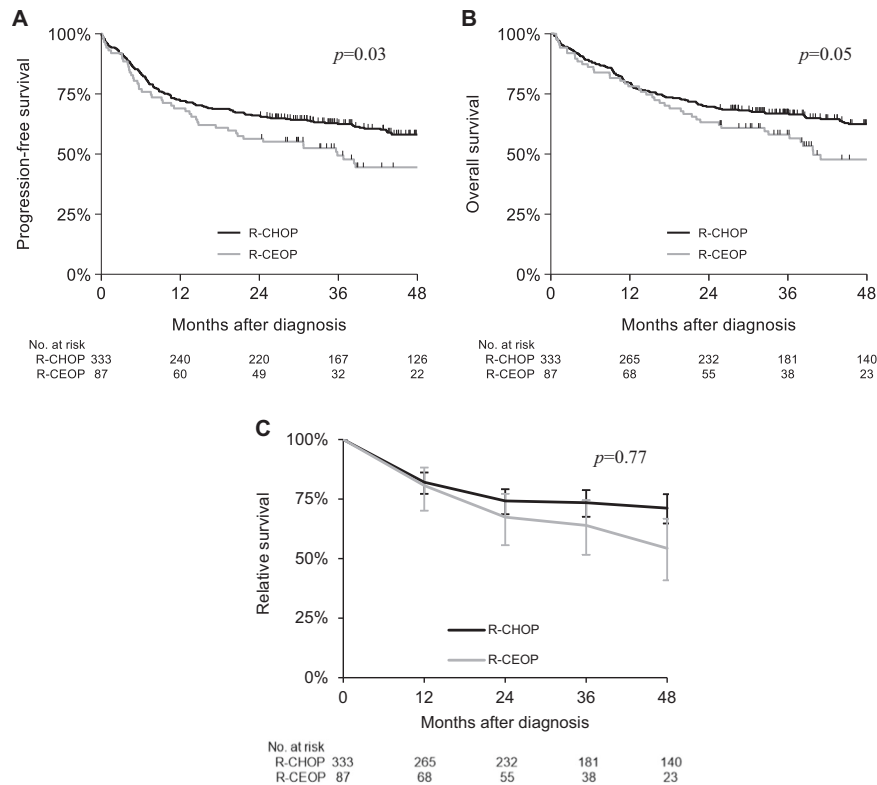 A
100%
75%
50%
25%
0%
Progression-free survival
p=0.03
R-CHOP
R-CEOP
0 12 24 36 48
Months after diagnosis
No. at risk
R-CHOP 333 240 220 167 126
R-CEOP 87 60 49 32 22
B
100%
75%
50%
25%
0%
Overall survival
p=0.05
R-CHOP
R-CEOP
0 12 24 36 48
Months after diagnosis
No. at risk
R-CHOP 333 265 232 181 140
R-CEOP 87 68 55 38 23
C
100%
75%
50%
25%
0%
Relative survival
p=0.77
R-CHOP
R-CEOP
0 12 24 36 48
Months after diagnosis
No. at risk
R-CHOP 333 265 232 181 140
R-CEOP 87 68 55 38 23